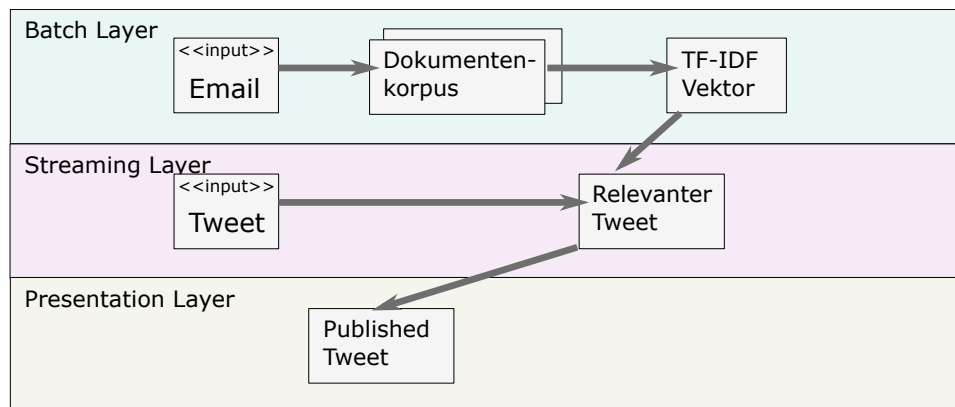 Batch Layer
<<input>>
Email
Dokumenten-
korpus
TF-IDF
Vektor
Streaming Layer
<<input>>
Tweet
Relevanter
Tweet
Presentation Layer
Published
Tweet